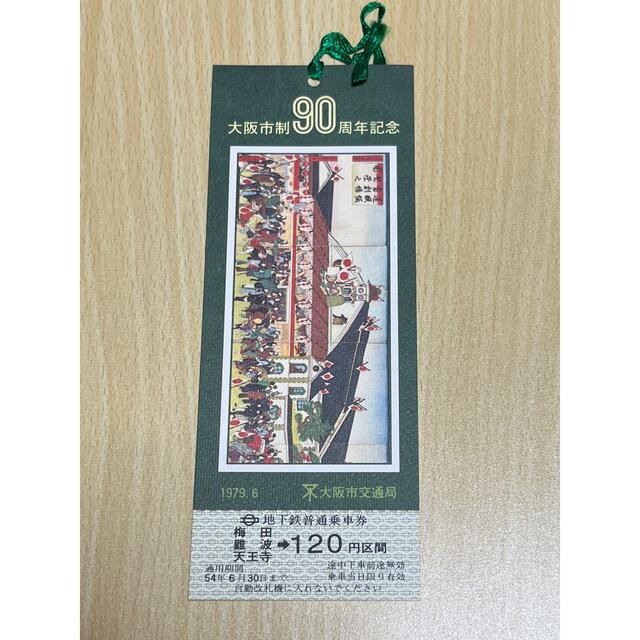 大阪市制90周年記念
1979.6 大阪市交通局
地下鉄普通乗車券
梅田
難波➡120円区間
天王寺
通用期間 途中下車前途無効
54年6月30日まで 乗車当日限り有効
自動改札機に入れないでください